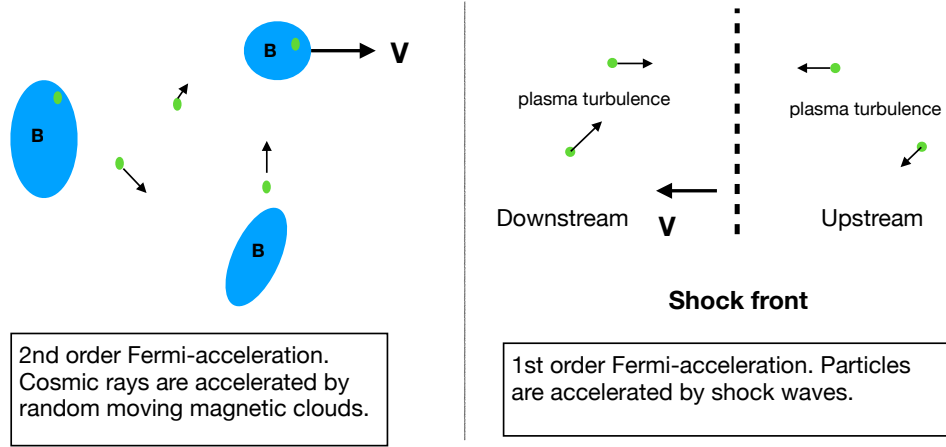 B
V
B
B
2nd order Fermi-acceleration.
Cosmic rays are accelerated by
random moving magnetic clouds.
plasma turbulence
plasma turbulence
Downstream
V
Upstream
Shock front
1st order Fermi-acceleration. Particles
are accelerated by shock waves.